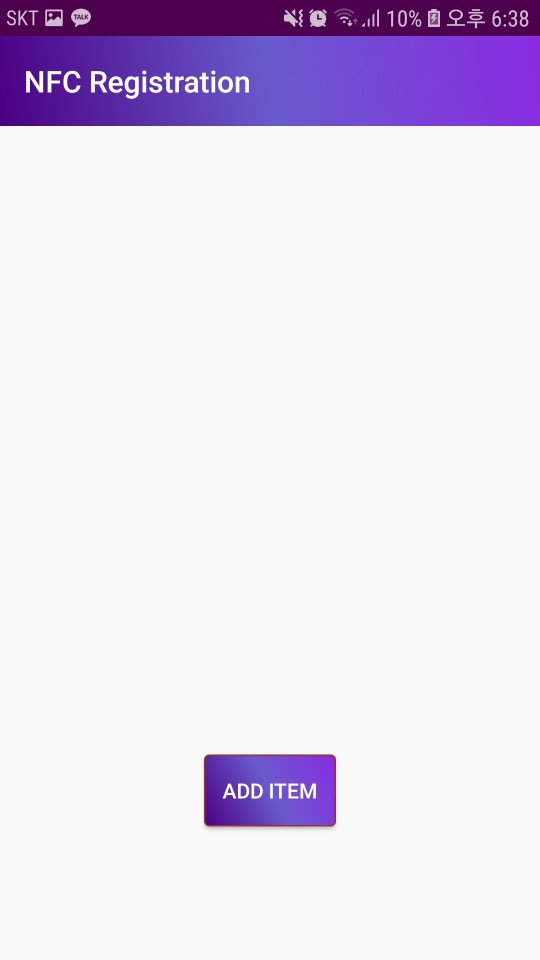 SKT TALK 10% 오후 6:38
NFC Registration
ADD ITEM